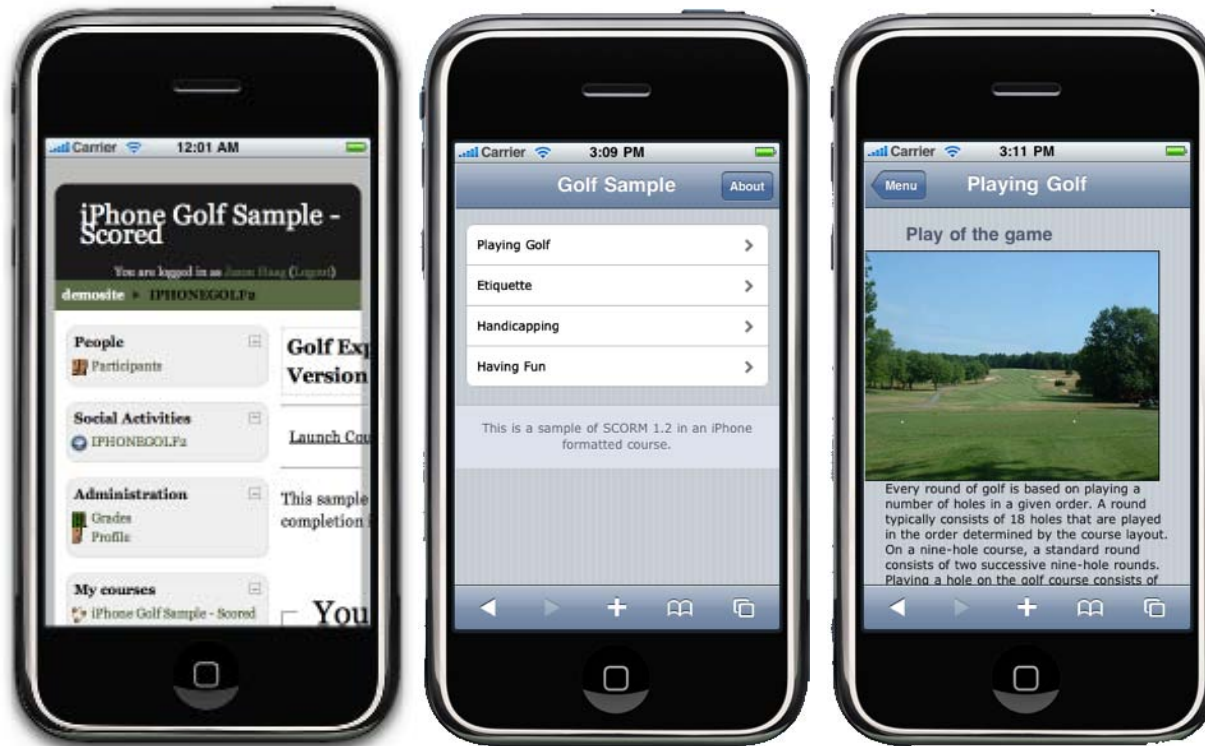 Carrier 12:01 AM
iPhone Golf Sample -
Scored
You are logged in as Jason Haag (Logout)
demosite ► IPHONEGOLF2
People
Participants
Social Activities
IPHONEGOLF2
Administration
Grades
Profile
My courses
iPhone Golf Sample - Scored
Golf Exp
Version
Launch Cou
This sample
completion
You
Carrier 3:09 PM
Golf Sample About
Playing Golf
Etiquette
Handicapping
Having Fun
This is a sample of SCORM 1.2 in an iPhone
formatted course.
Carrier 3:11 PM
Menu Playing Golf
Play of the game
Every round of golf is based on playing a
number of holes in a given order. A round
typically consists of 18 holes that are played
in the order determined by the course layout.
On a nine-hole course, a standard round
consists of two successive nine-hole rounds.
Playing a hole on the golf course consists of